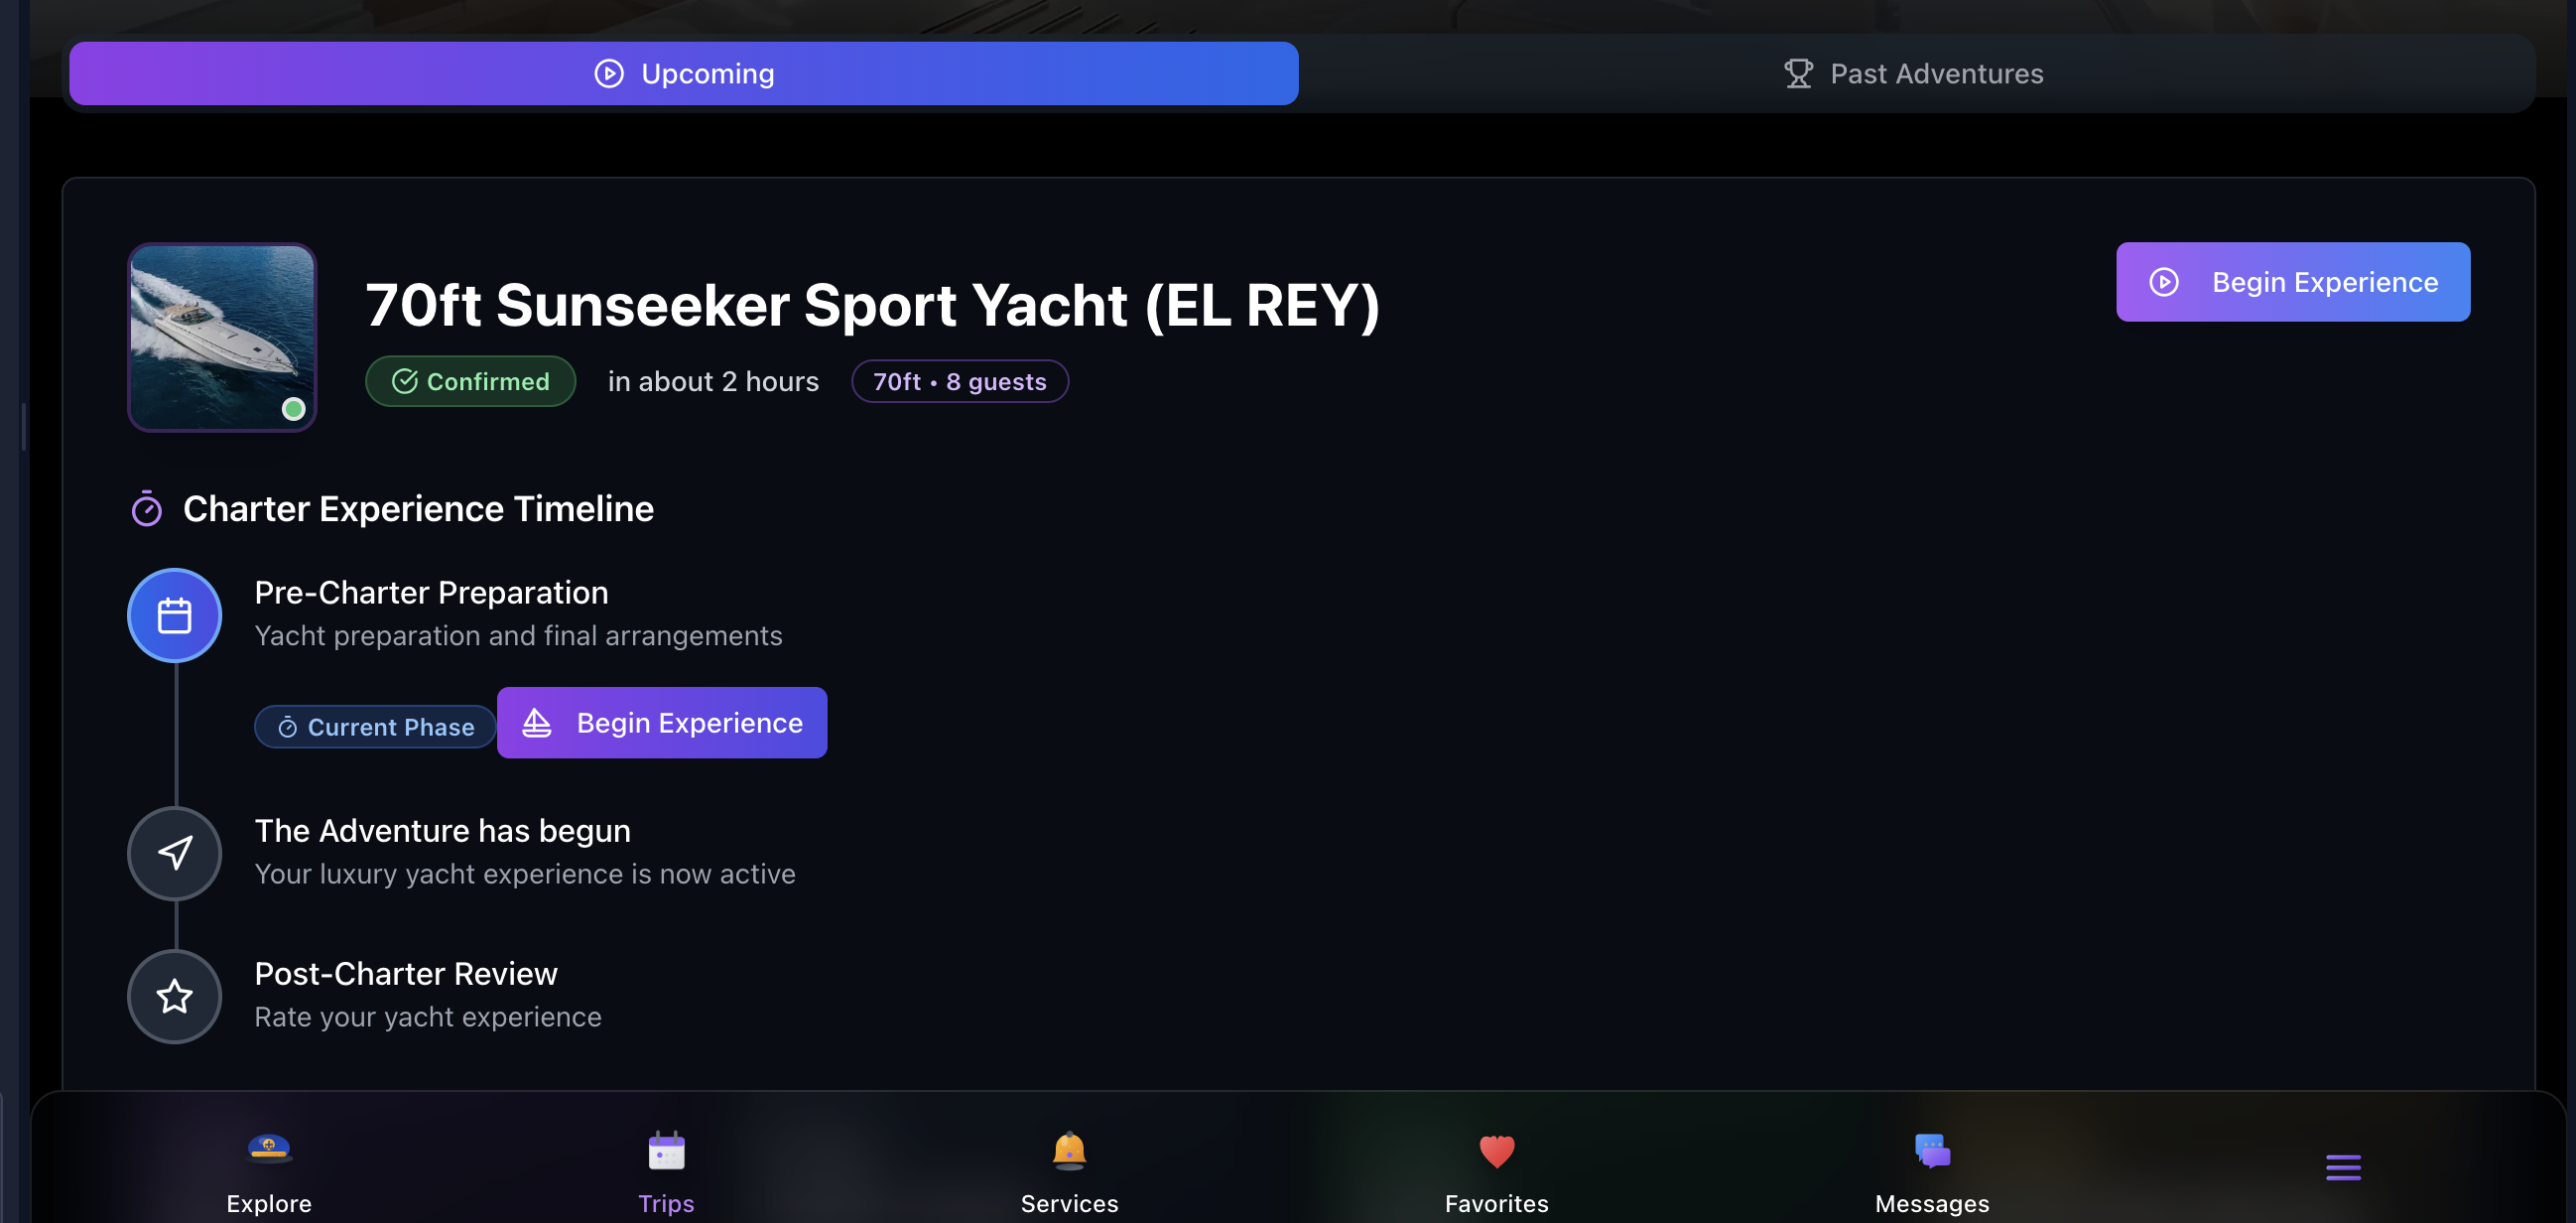 Upcoming
Past Adventures
70ft Sunseeker Sport Yacht (EL REY)
Begin Experience
Confirmed
in about 2 hours
70ft • 8 guests
Charter Experience Timeline
Pre-Charter Preparation
Yacht preparation and final arrangements
Current Phase
Begin Experience
The Adventure has begun
Your luxury yacht experience is now active
Post-Charter Review
Rate your yacht experience
Explore
Trips
Services
Favorites
Messages